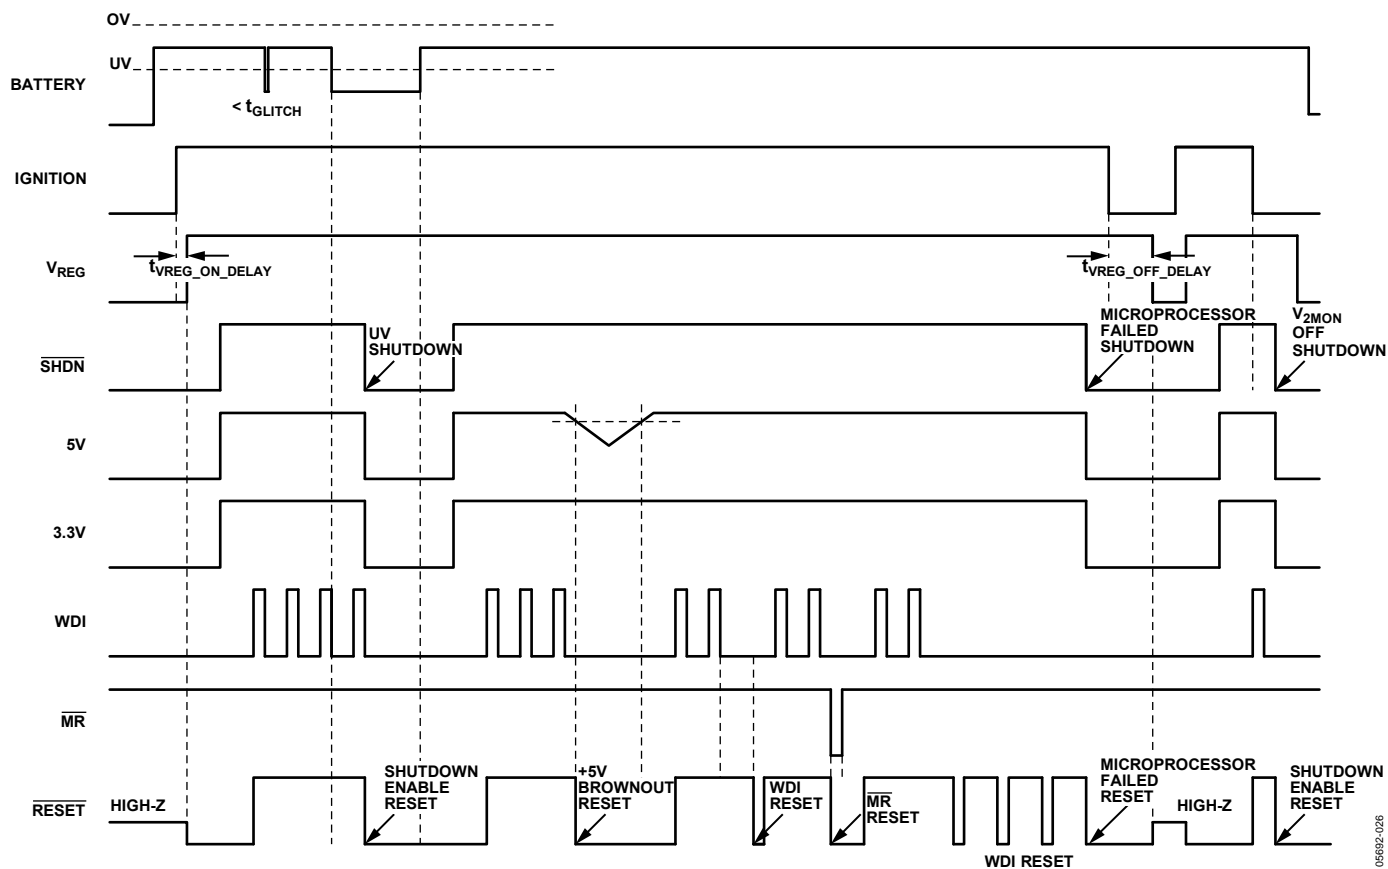 OV
UV
BATTERY
< tGLITCH
IGNITION
VREG
tVREG_ON_DELAY
tVREG_OFF_DELAY
SHDN
UV
SHUTDOWN
MICROPROCESSOR
FAILED
SHUTDOWN
V2MON
OFF
SHUTDOWN
5V
3.3V
WDI
MR
RESET
HIGH-Z
SHUTDOWN
ENABLE
RESET
+5V
BROWNOUT
RESET
WDI
RESET
MR
RESET
WDI RESET
MICROPROCESSOR
FAILED
RESET
HIGH-Z
SHUTDOWN
ENABLE
RESET
05692-026